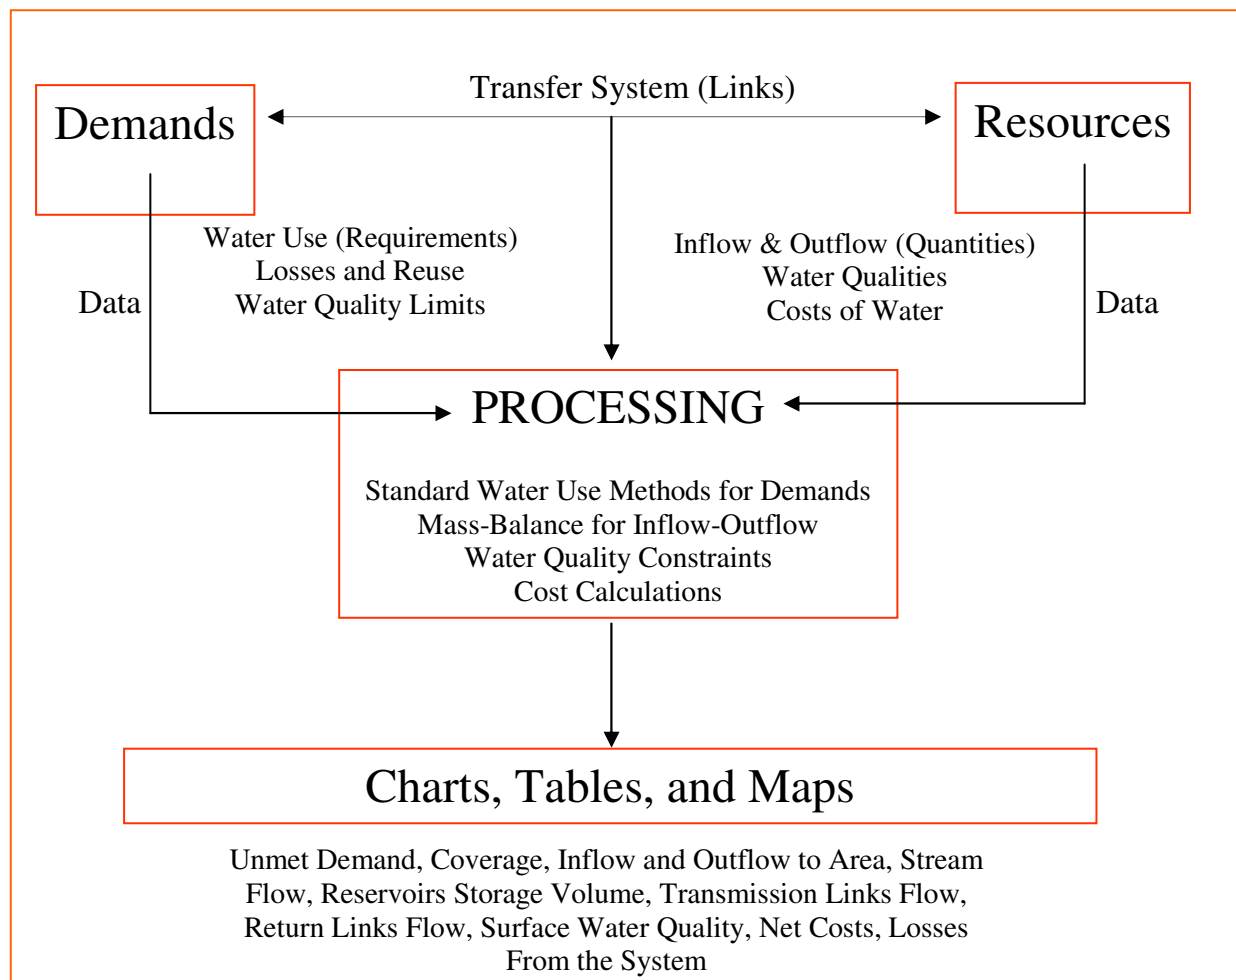 Transfer System (Links)
Demands
Resources
Water Use (Requirements)
Losses and Reuse
Water Quality Limits
Inflow & Outflow (Quantities)
Water Qualities
Costs of Water
Data
Data
PROCESSING
Standard Water Use Methods for Demands
Mass-Balance for Inflow-Outflow
Water Quality Constraints
Cost Calculations
Charts, Tables, and Maps
Unmet Demand, Coverage, Inflow and Outflow to Area, Stream
Flow, Reservoirs Storage Volume, Transmission Links Flow,
Return Links Flow, Surface Water Quality, Net Costs, Losses
From the System